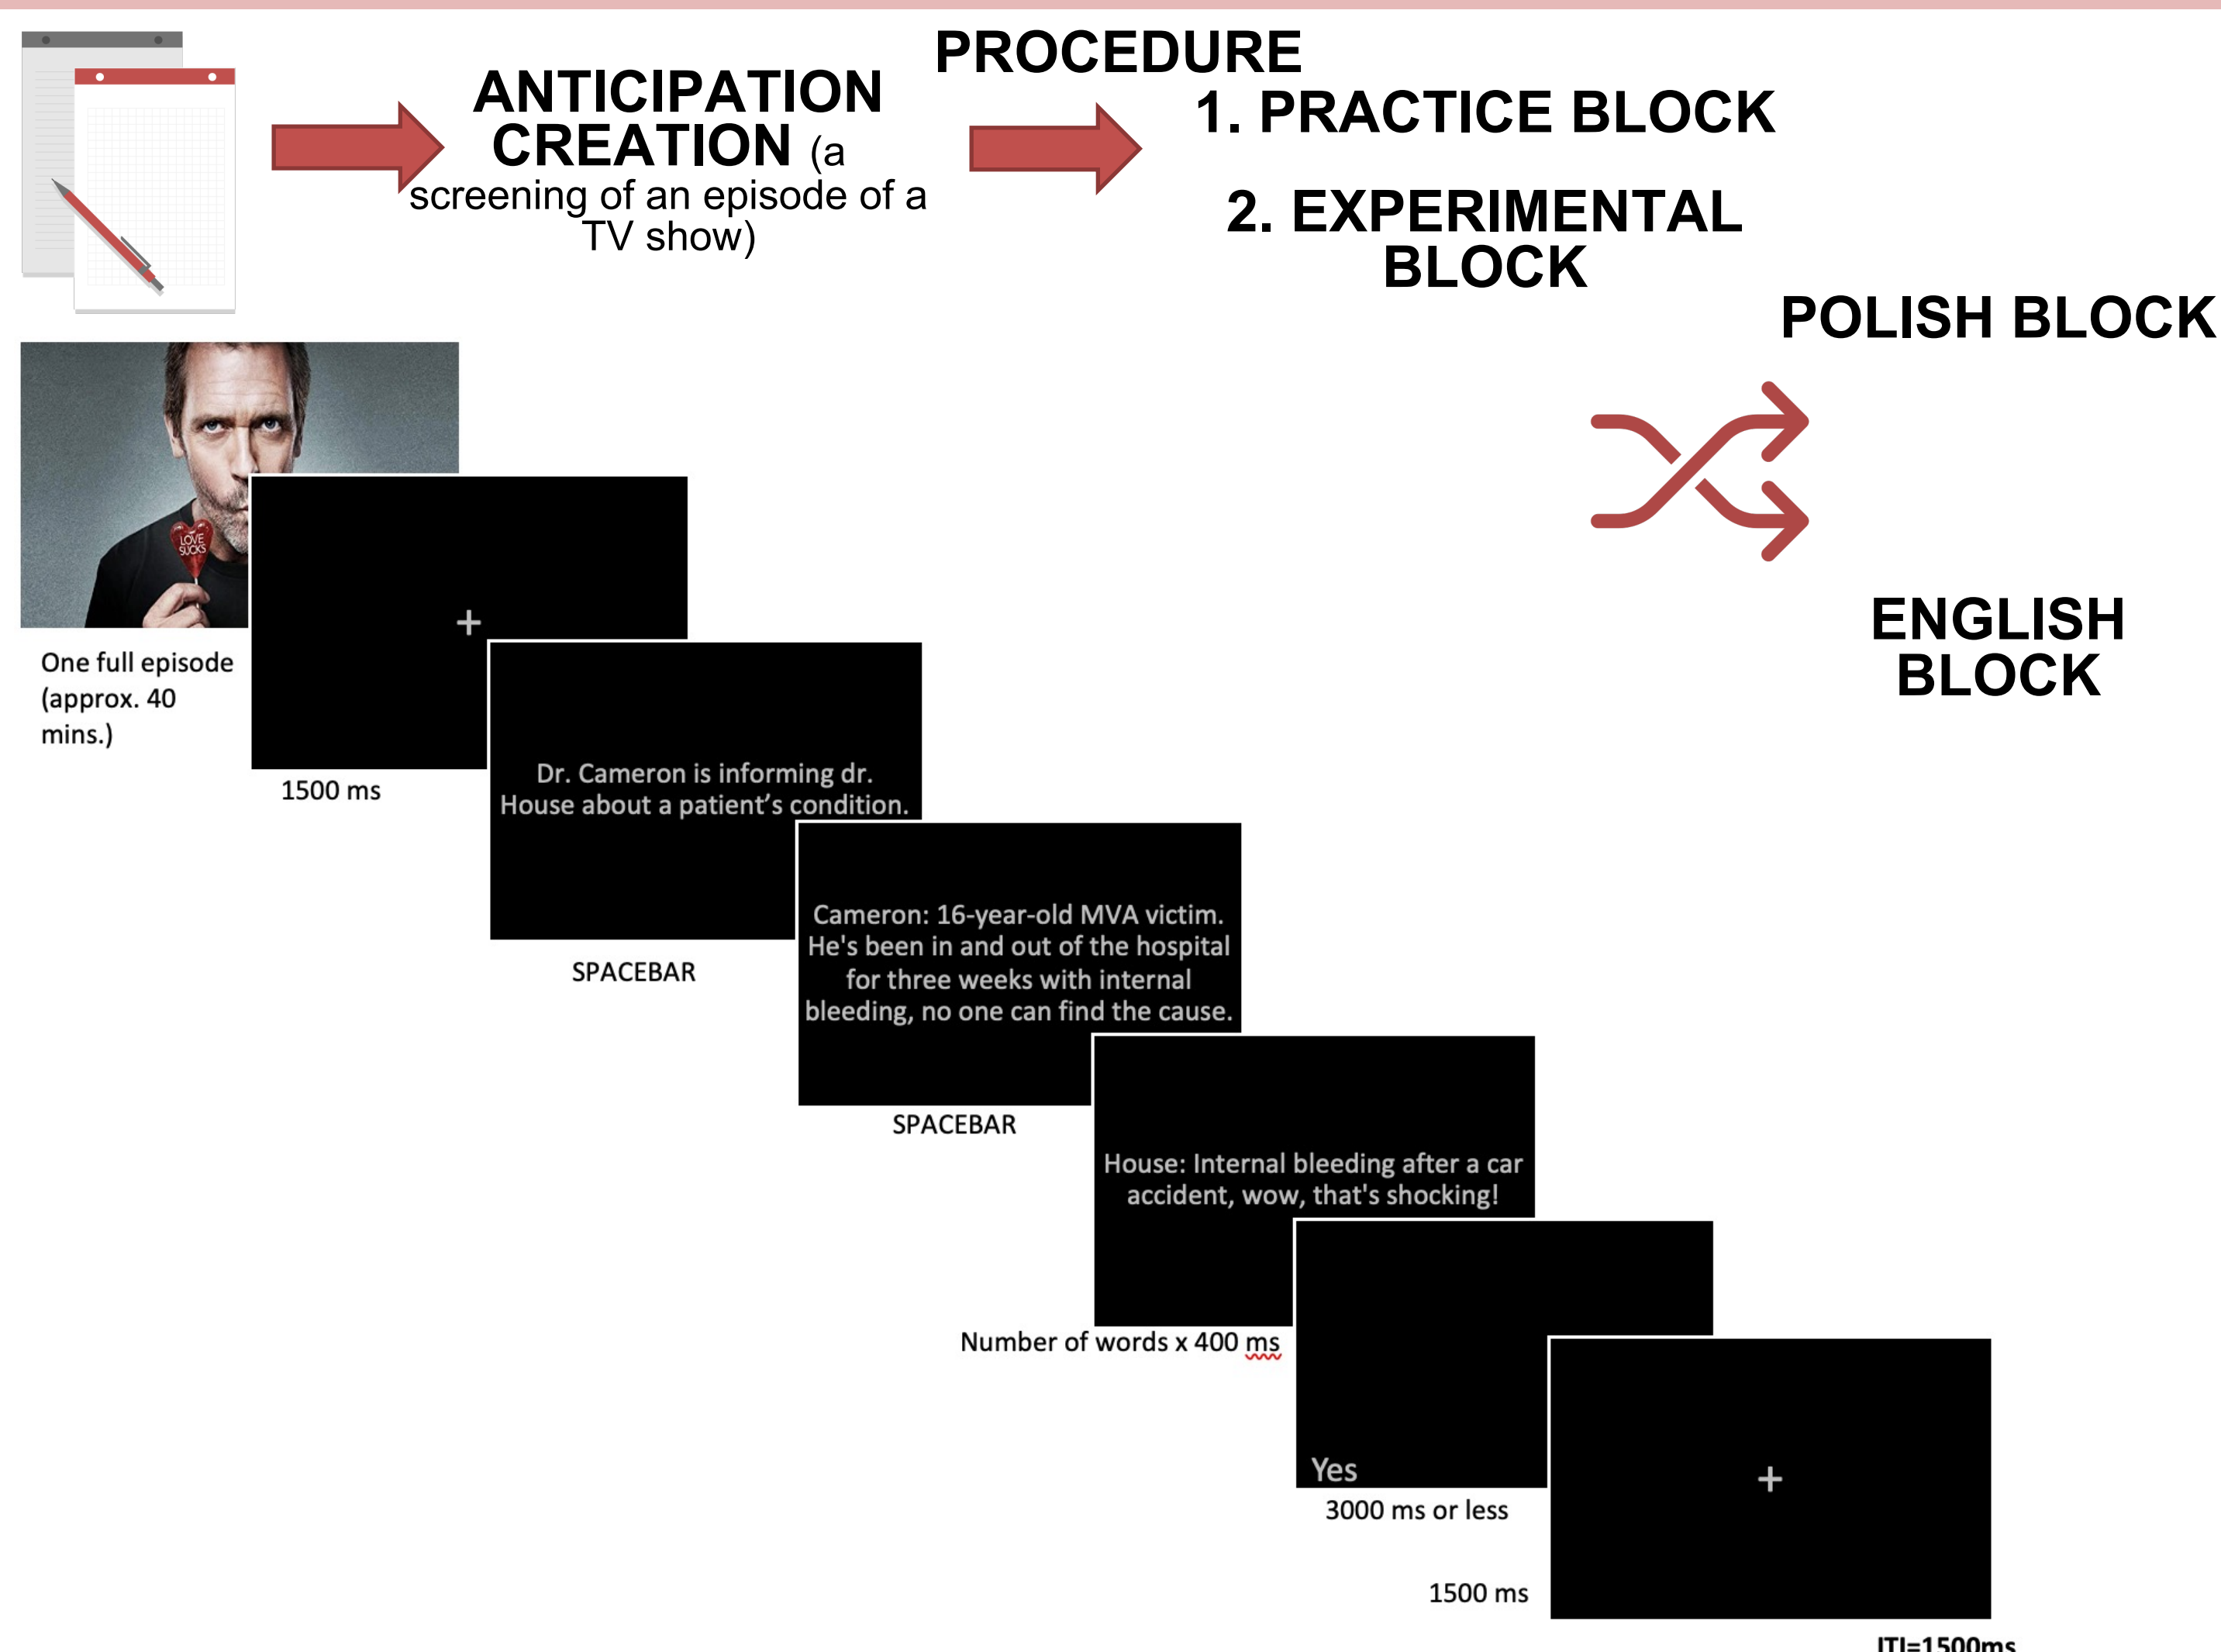 PROCEDURE
ANTICIPATION
CREATION (a
screening of an episode of a
TV show)
1. PRACTICE BLOCK
2. EXPERIMENTAL
BLOCK
POLISH BLOCK
ENGLISH
BLOCK
LOVE
SUCKS
One full episode
(approx. 40
mins.)
+
1500 ms
Dr. Cameron is informing dr.
House about a patient’s condition.
SPACEBAR
Cameron: 16-year-old MVA victim.
He's been in and out of the hospital
for three weeks with internal
bleeding, no one can find the cause.
SPACEBAR
House: Internal bleeding after a car
accident, wow, that's shocking!
Number of words x 400 ms
Yes
3000 ms or less
+
1500 ms
ITI=1500ms